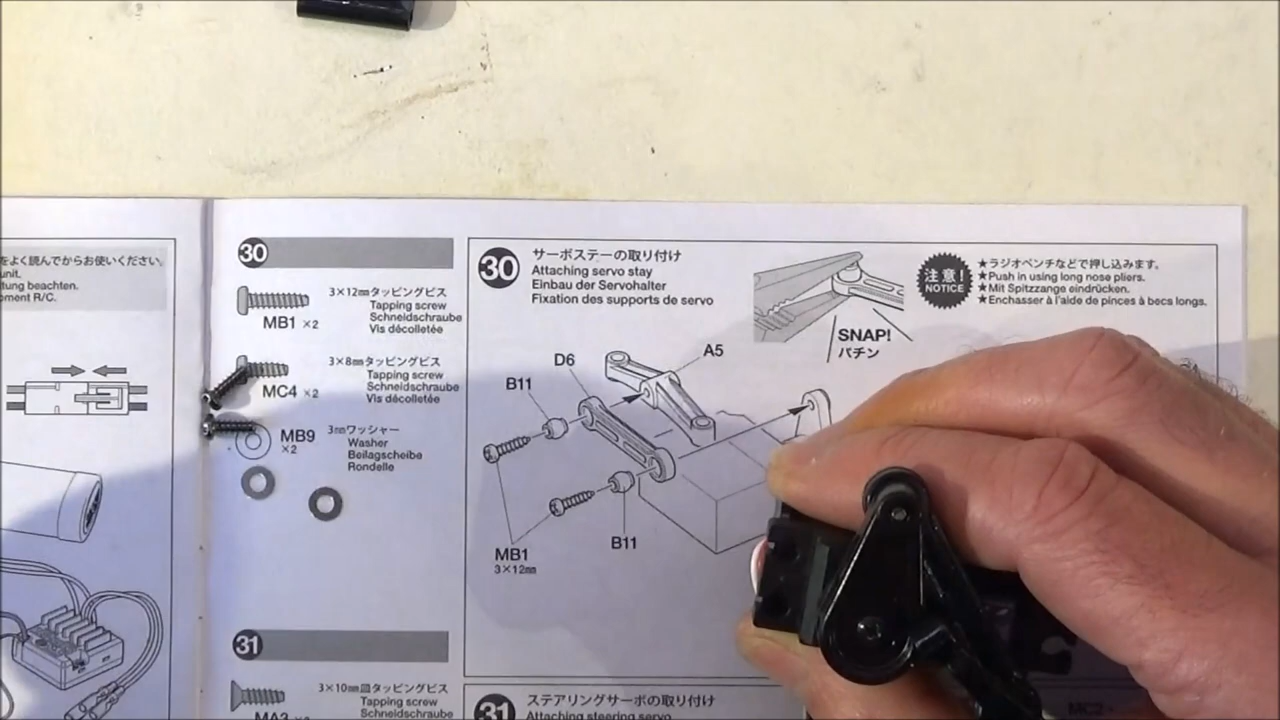 をよく読んでからお使いください。
unit.
tung beachten.
oment R/C.
30
3×12㎜タッピングビス
Tapping screw
Schneidschraube
Vis décolletée
MB1 ×2
3×8㎜タッピングビス
Tapping screw
Schneidschraube
Vis décolletée
MC4 ×2
3㎜ワッシャー
Washer
Beilagscheibe
Rondelle
MB9
×2
31
3×10㎜皿タッピングビス
Tapping screw
Schneidschraube
MA3
30
サーボステーの取り付け
Attaching servo stay
Einbau der Servohalter
Fixation des supports de servo
注意!
NOTICE
★ラジオペンチなどで押し込みます。
★Push in using long nose pliers.
★Mit Spitzzange eindrücken.
★Enchasser à l'aide de pinces à becs longs.
SNAP!
パチン
A5
D6
B11
B11
MB1
3×12㎜
31
ステアリングサーボの取り付け
Attaching steering servo